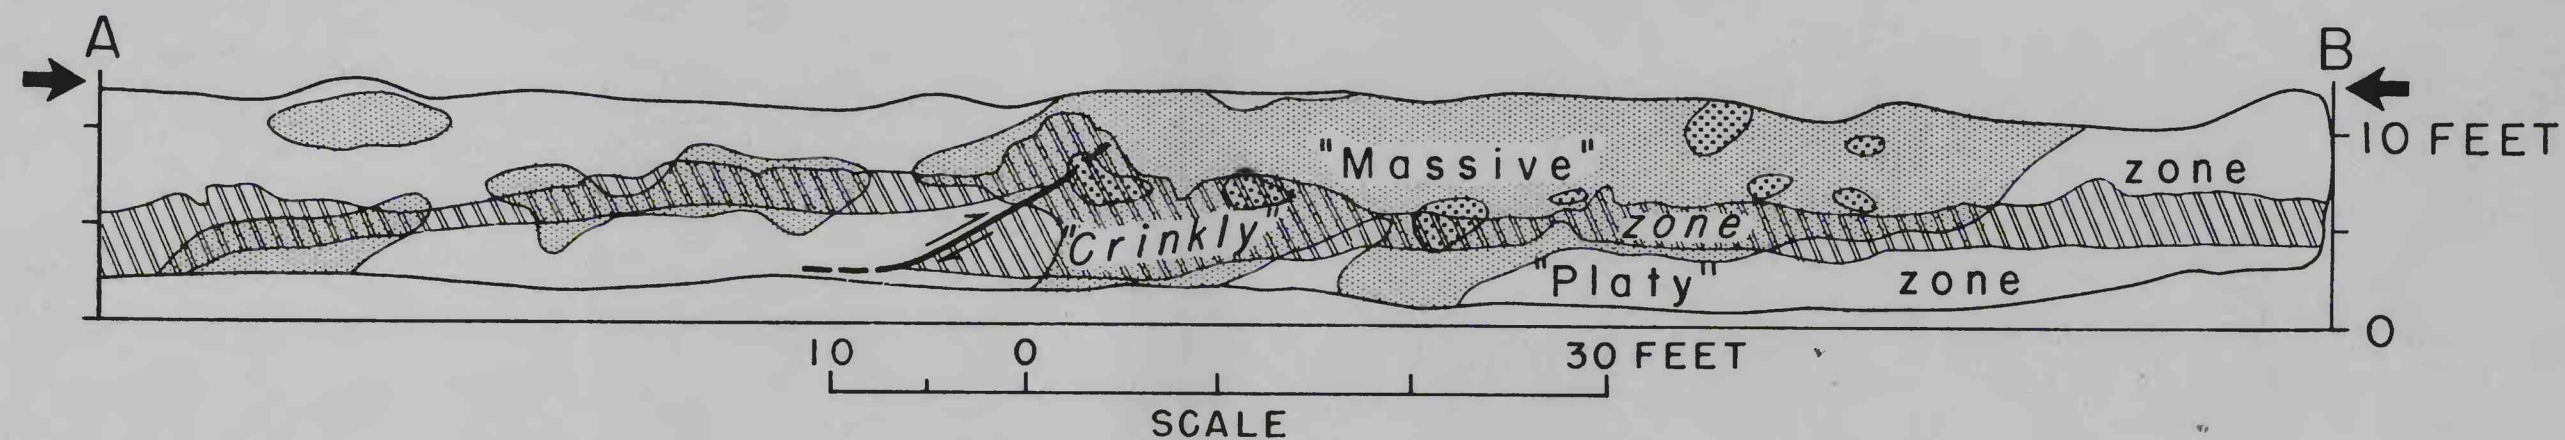 A
B
10 FEET
"Massive" zone
"Crinkly" zone
"Platy" zone
0
10 0 30 FEET
SCALE